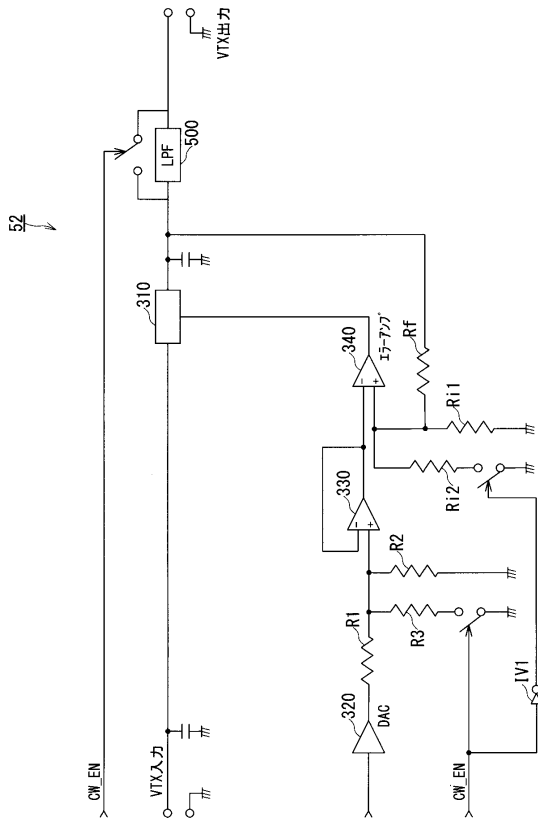 52
CW_EN
VTX入力
310
LPF
500
VTX出力
320
DAC
R1
R3
R2
330
340
エラーアンプ
Rf
Ri2
Ri1
CW_EN
IV1